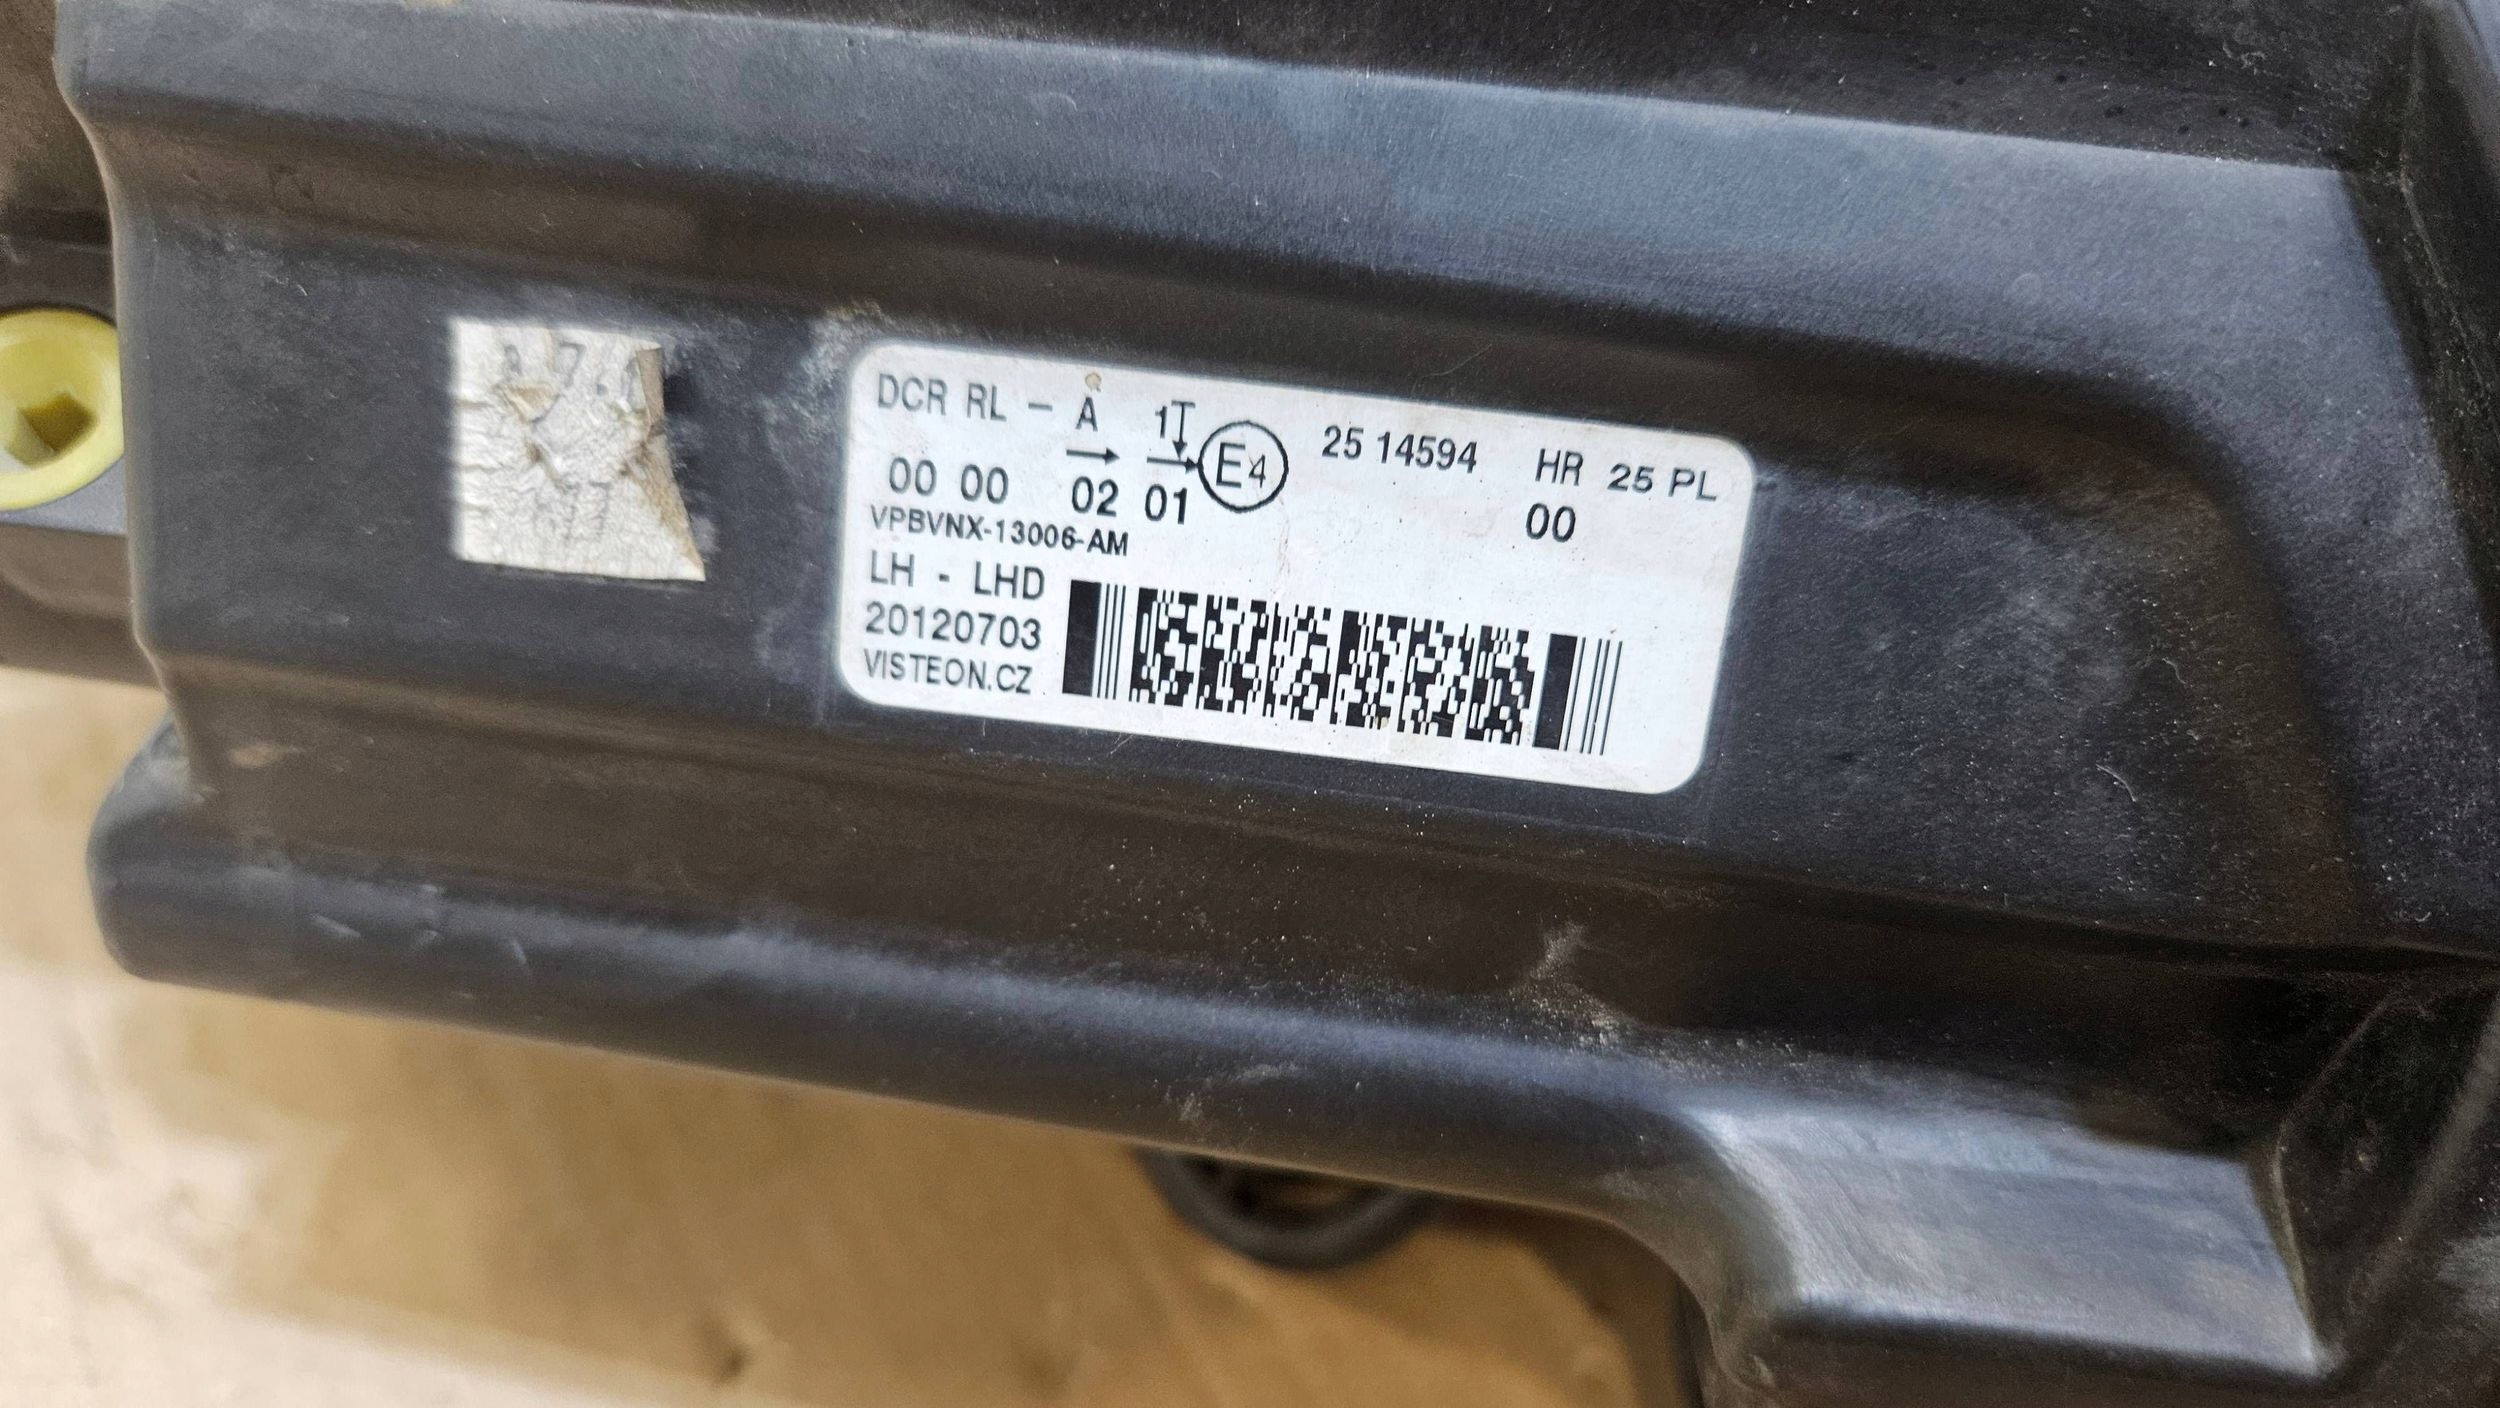 DCR RL - A 1T E4 25 14594 HR 25 PL
00 00 02 01 00
VPBVNX-13006-AM
LH - LHD
20120703
VISTEON.CZ